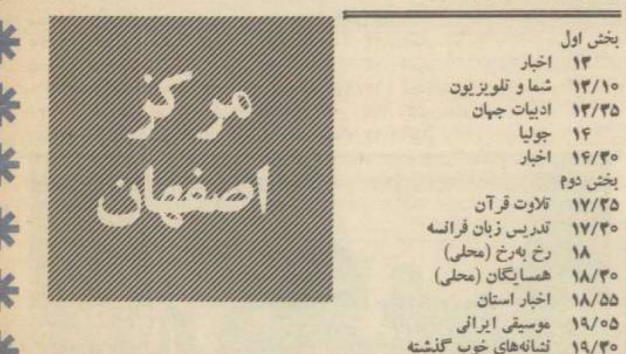 مرکز
اصفهان
بخش اول
۱۳ اخبار
۱۳/۱۰ شما و تلویزیون
۱۳/۳۵ ادبیات جهان
۱۴ جولیا
۱۴/۳۰ اخبار
بخش دوم
۱۷/۲۵ تلاوت قرآن
۱۷/۳۰ تدریس زبان فرانسه
۱۸ رخ به‌رخ (محلی)
۱۸/۳۰ همسایگان (محلی)
۱۸/۵۵ اخبار استان
۱۹/۰۵ موسیقی ایرانی
۱۹/۳۰ نشانه‌های خوب گذشته